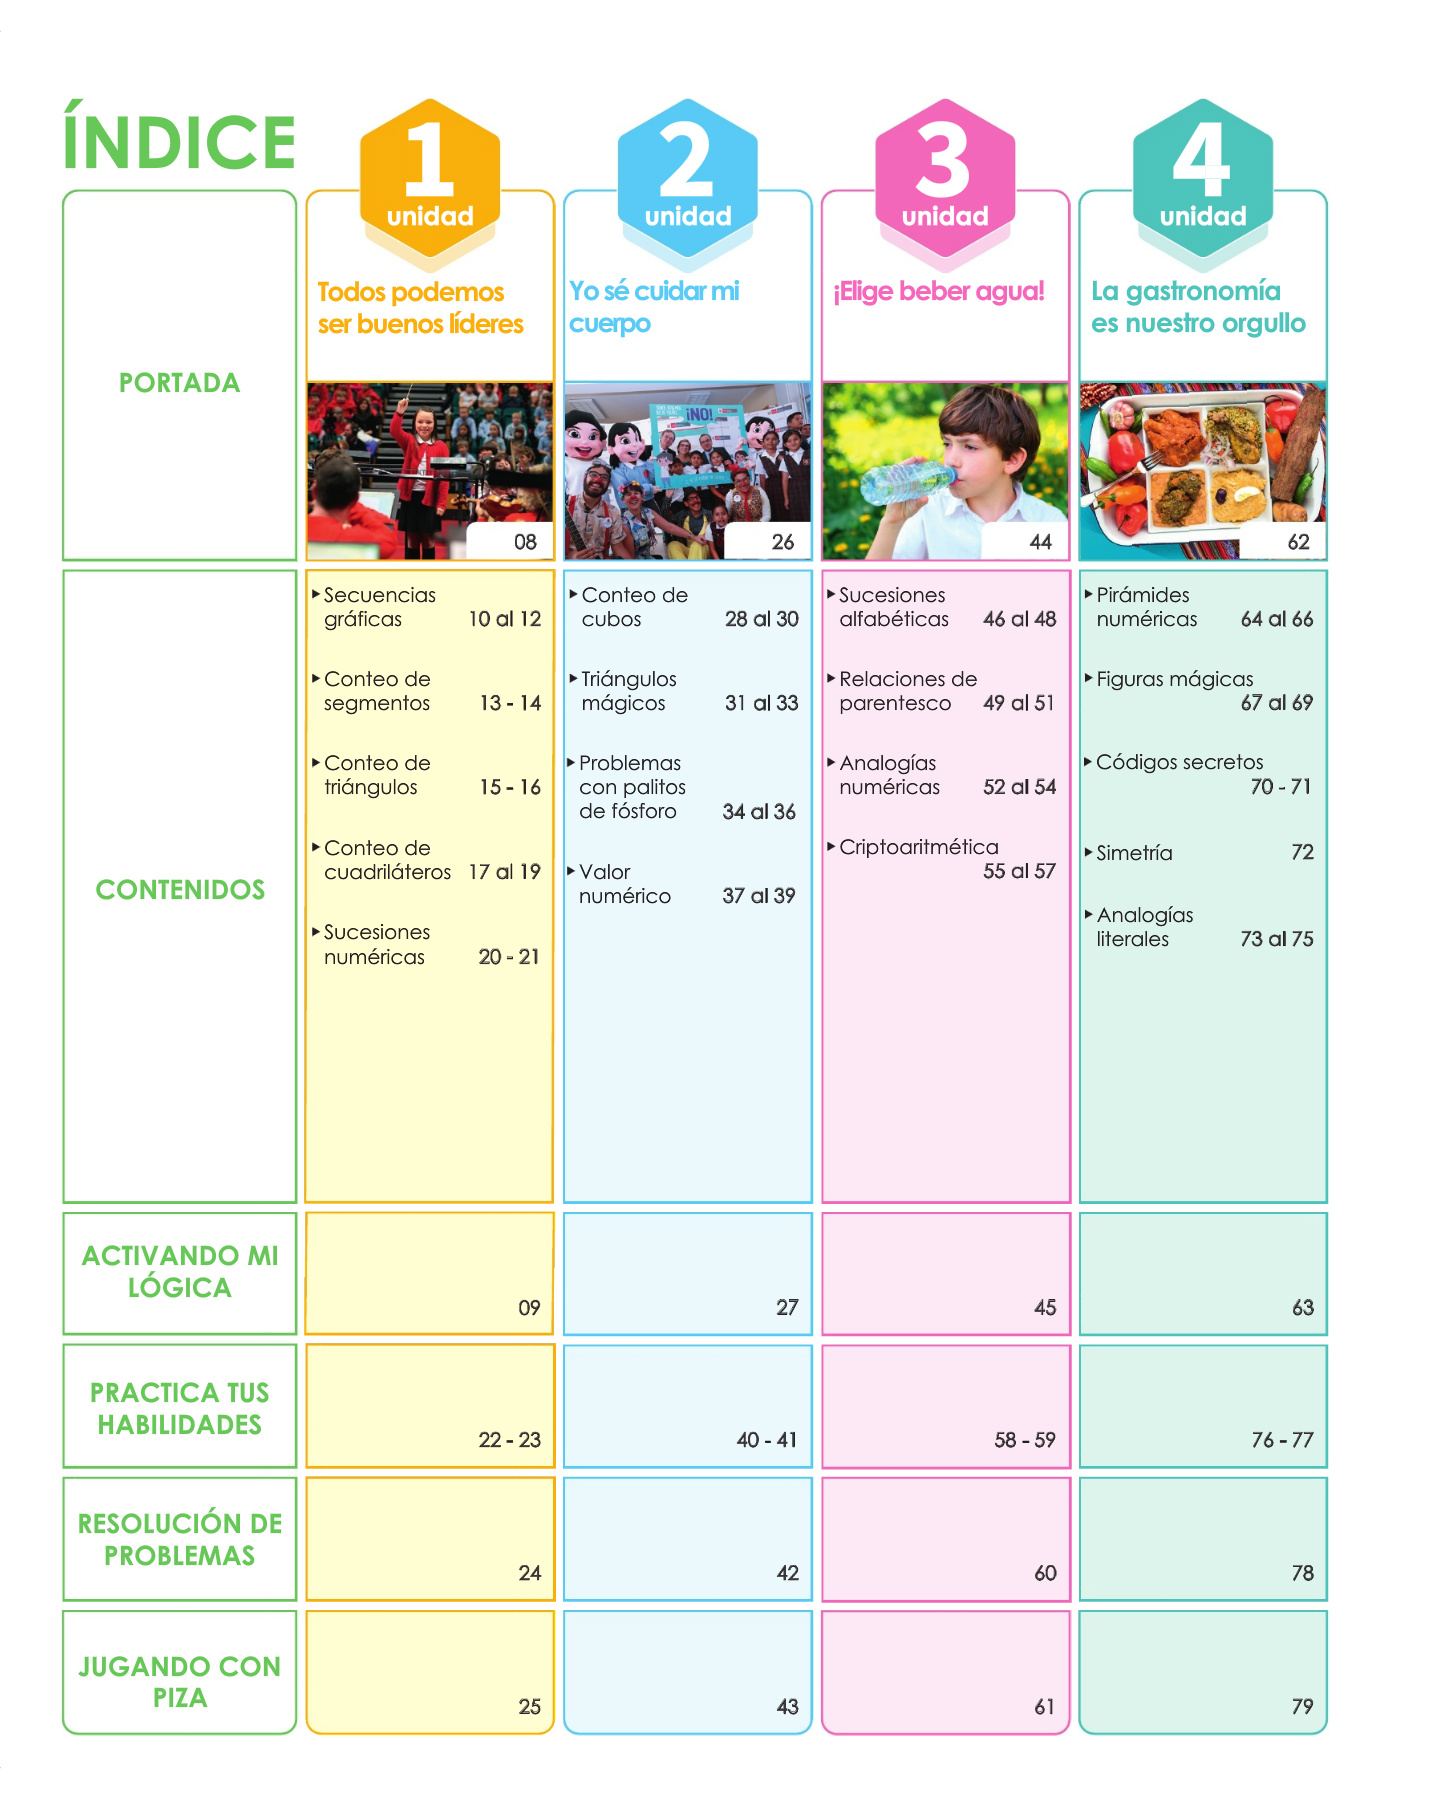 ÍNDICE
1
unidad
2
unidad
3
unidad
4
unidad
PORTADA
Todos podemos
ser buenos líderes
08
Yo sé cuidar mi
cuerpo
¡NO!
26
¡Elige beber agua!
44
La gastronomía
es nuestro orgullo
62
CONTENIDOS
Secuencias
gráficas 10 al 12
Conteo de
segmentos 13 - 14
Conteo de
triángulos 15 - 16
Conteo de
cuadriláteros 17 al 19
Sucesiones
numéricas 20 - 21
Conteo de
cubos 28 al 30
Triángulos
mágicos 31 al 33
Problemas
con palitos
de fósforo 34 al 36
Valor
numérico 37 al 39
Sucesiones
alfabéticas 46 al 48
Relaciones de
parentesco 49 al 51
Analogías
numéricas 52 al 54
Criptoaritmética
55 al 57
Pirámides
numéricas 64 al 66
Figuras mágicas
67 al 69
Códigos secretos
70 - 71
Simetría 72
Analogías
literales 73 al 75
ACTIVANDO MI
LÓGICA
09
27
45
63
PRACTICA TUS
HABILIDADES
22 - 23
40 - 41
58 - 59
76 - 77
RESOLUCIÓN DE
PROBLEMAS
24
42
60
78
JUGANDO CON
PIZA
25
43
61
79